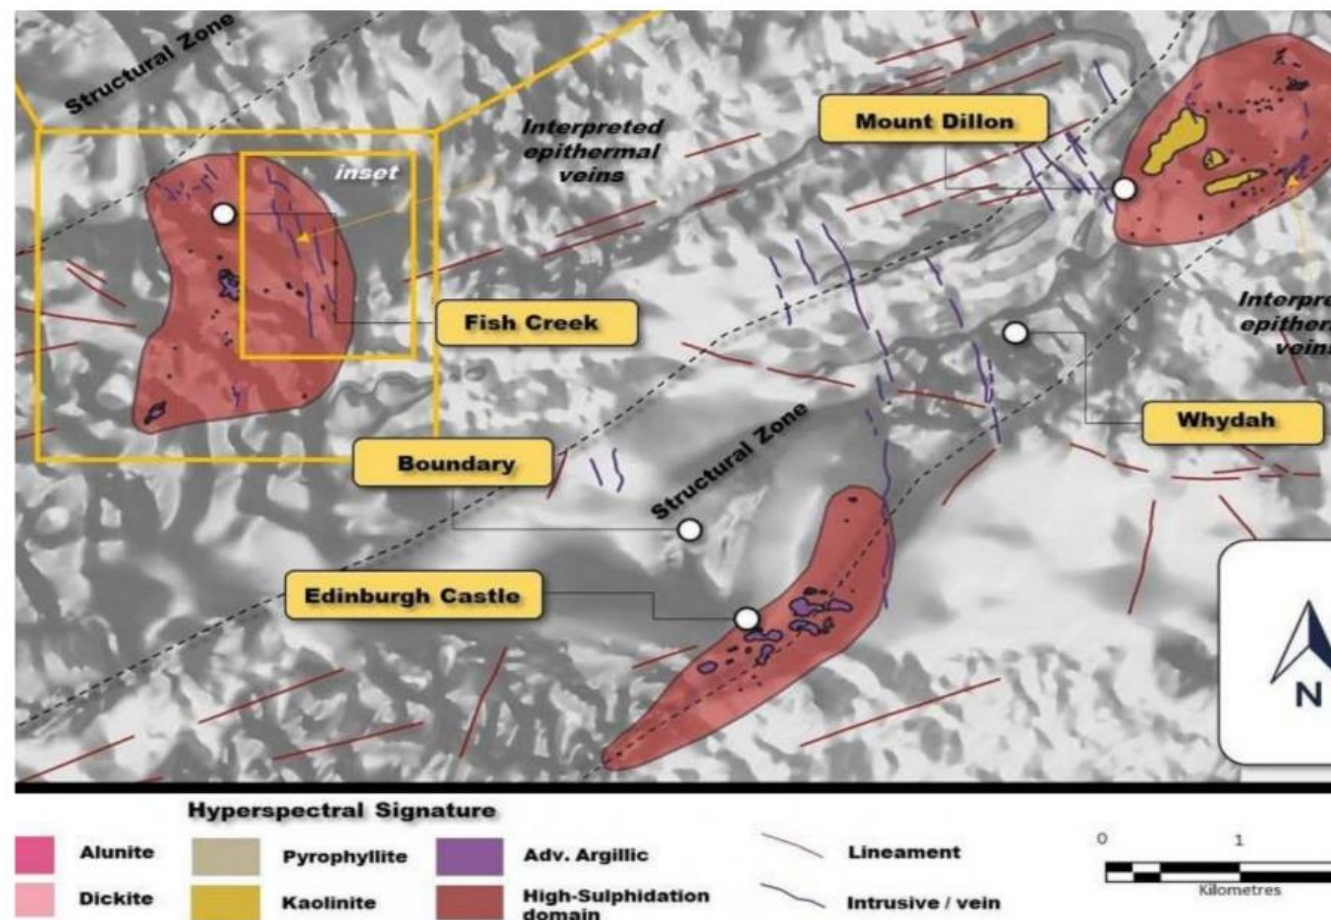 Structural Zone
Mount Dillon
Interpreted
epithermal
veins
inset
Fish Creek
Whydah
Boundary
Structural Zone
Edinburgh Castle
N
Hyperspectral Signature
Alunite
Pyrophyllite
Adv. Argillic
Lineament
0 1
Dickite
Kaolinite
High-Sulphidation
domain
Intrusive / vein
Kilometres